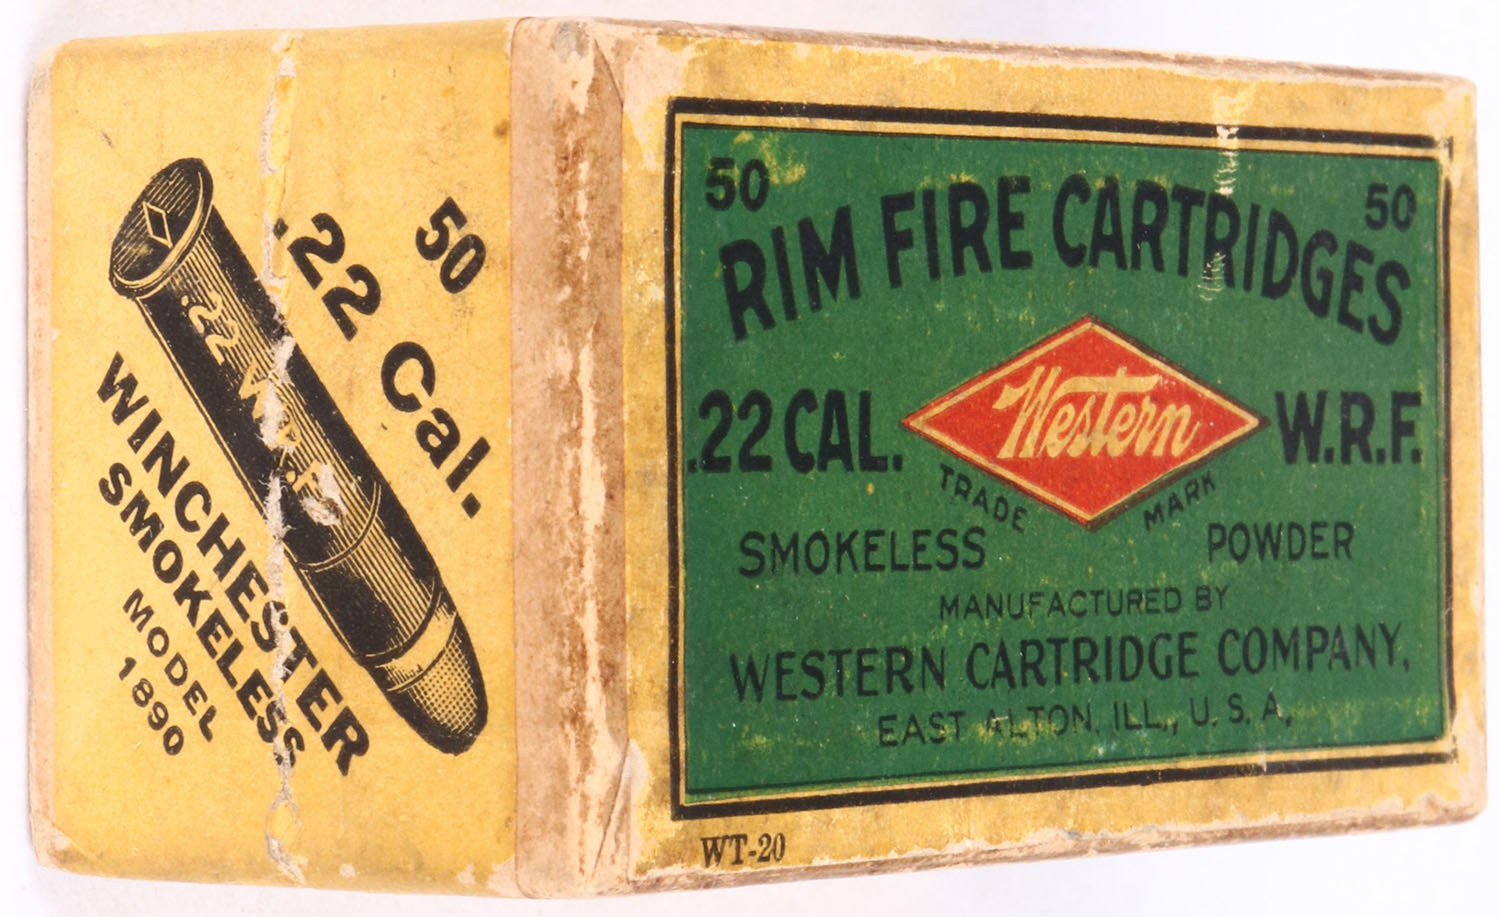 50
.22 Cal.
.22
WINCHESTER
SMOKELESS
MODEL
1890
50 50
RIM FIRE CARTRIDGES
.22 CAL. Western W.R.F.
TRADE MARK
SMOKELESS POWDER
MANUFACTURED BY
WESTERN CARTRIDGE COMPANY,
EAST ALTON, ILL., U. S. A.
WT-20